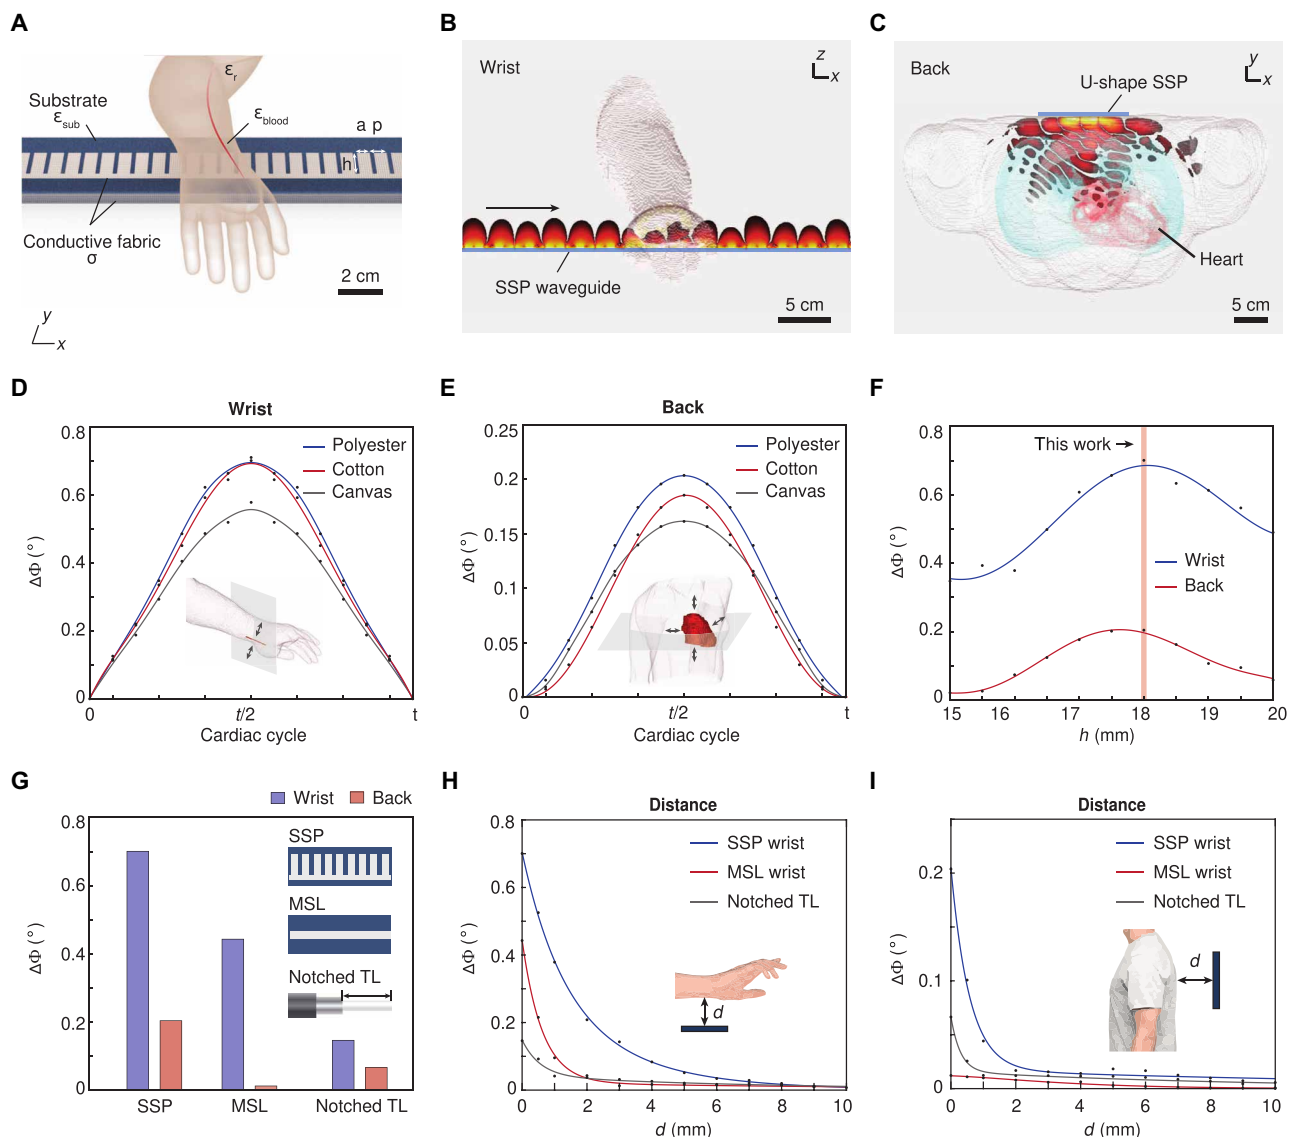 A
Substrate
εsub
εr
εblood
a p
h
Conductive fabric
σ
2 cm
y
x
B
Wrist
z
x
SSP waveguide
5 cm
C
Back
y
x
U-shape SSP
Heart
5 cm
D
Wrist
Polyester
Cotton
Canvas
0.8
0.6
0.4
0.2
0
ΔΦ (°)
0
t/2
t
Cardiac cycle
E
Back
Polyester
Cotton
Canvas
0.25
0.2
0.15
0.1
0.05
0
ΔΦ (°)
0
t/2
t
Cardiac cycle
F
This work
Wrist
Back
0.8
0.6
0.4
0.2
0
ΔΦ (°)
15 16 17 18 19 20
h (mm)
G
Wrist Back
0.8
0.6
0.4
0.2
0
ΔΦ (°)
SSP
MSL
Notched TL
SSP MSL Notched TL
H
Distance
SSP wrist
MSL wrist
Notched TL
0.8
0.6
0.4
0.2
0
ΔΦ (°)
d
0 2 4 6 8 10
d (mm)
I
Distance
SSP wrist
MSL wrist
Notched TL
0.2
0.1
0
ΔΦ (°)
d
0 2 4 6 8 10
d (mm)